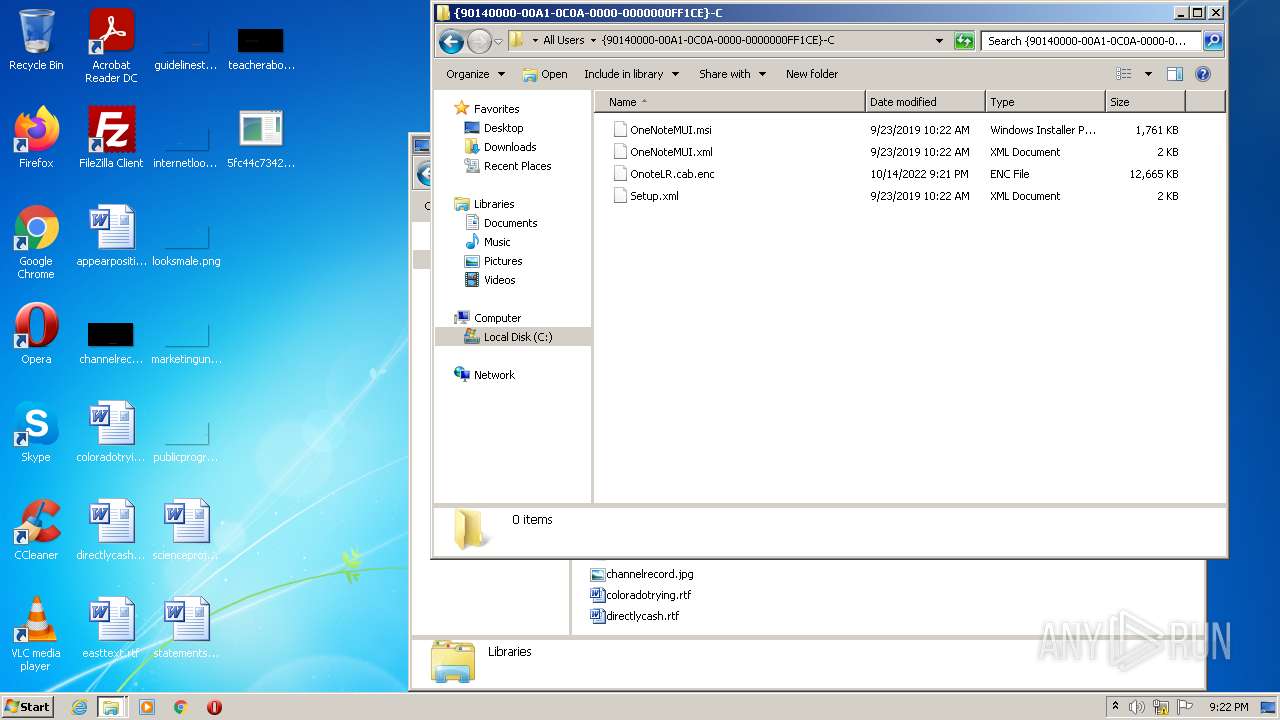 Recycle Bin
Acrobat Reader DC
guidelinest...
teacherabo...
Firefox
FileZilla Client
internetloo...
5fc44c7342...
Google Chrome
appearpositi...
looksmale.png
Opera
channelrec...
marketingun...
Skype
coloradotryi...
publicprogr...
CCleaner
directlycash...
scienceproj...
VLC media player
easttext.rtf
statements...
{90140000-00A1-0C0A-0000-0000000FF1CE}-C
All Users {90140000-00A1-0C0A-0000-0000000FF1CE}-C
Search {90140000-00A1-0C0A-0000-0...
Organize Open Include in library Share with New folder
Favorites
Desktop
Downloads
Recent Places
Libraries
Documents
Music
Pictures
Videos
Computer
Local Disk (C:)
Network
Name Date modified Type Size
OneNoteMUI.msi 9/23/2019 10:22 AM Windows Installer P... 1,761 KB
OneNoteMUI.xml 9/23/2019 10:22 AM XML Document 2 KB
OnoteLR.cab.enc 10/14/2022 9:21 PM ENC File 12,665 KB
Setup.xml 9/23/2019 10:22 AM XML Document 2 KB
0 items
channelrecord.jpg
coloradotrying.rtf
directlycash.rtf
Libraries
ANY RUN
Start
9:22 PM